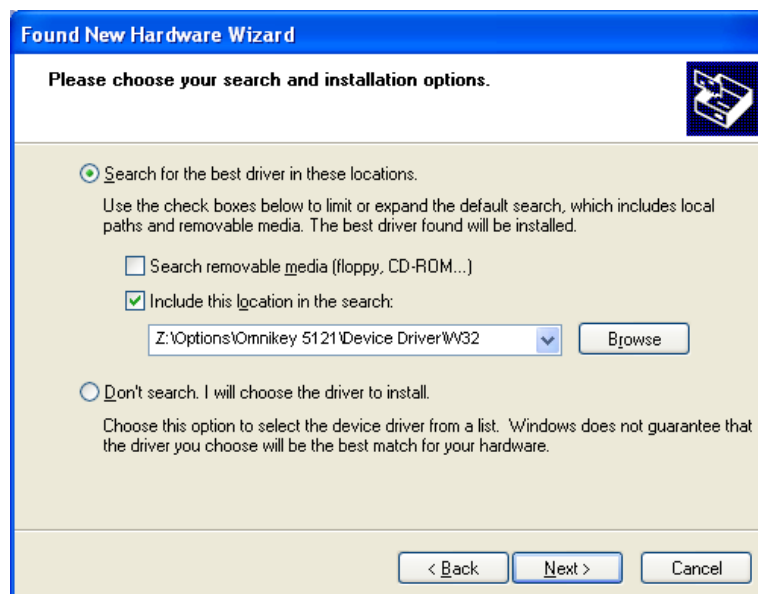 Found New Hardware Wizard
Please choose your search and installation options.
Search for the best driver in these locations.
Use the check boxes below to limit or expand the default search, which includes local
paths and removable media. The best driver found will be installed.
Search removable media (floppy, CD-ROM...)
Include this location in the search:
Z:\Options\Omnikey 5121\Device Driver\W32
Browse
Don't search. I will choose the driver to install.
Choose this option to select the device driver from a list. Windows does not guarantee that
the driver you choose will be the best match for your hardware.
< Back
Next >
Cancel